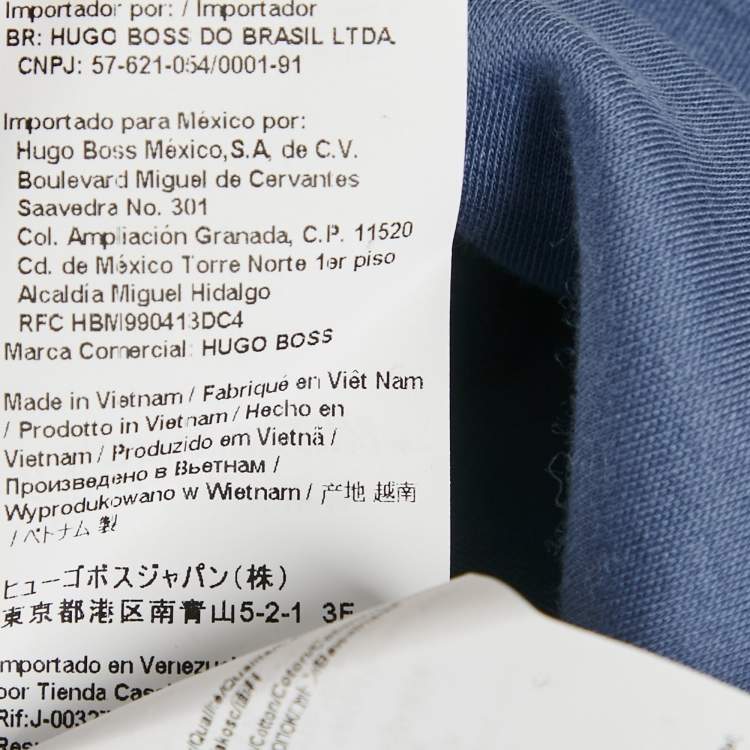 Importador por: / Importador
BR: HUGO BOSS DO BRASIL LTDA.
CNPJ: 57-621-054/0001-91
Importado para México por:
Hugo Boss México,S.A. de C.V.
Boulevard Miguel de Cervantes
Saavedra No. 301
Col. Ampliación Granada, C.P. 11520
Cd. de México Torre Norte 1er piso
Alcaldía Miguel Hidalgo
RFC HBM990413DC4
Marca Comercial: HUGO BOSS
Made in Vietnam / Fabriqué en Viêt Nam
/ Prodotto in Vietnam / Hecho en
Vietnam / Produzido em Vietnã /
Произведено в Вьетнам /
Wyprodukowano w Wietnam / 产地 越南
/ ベトナム 製
ヒューゴボスジャパン(株)
東京都港区南青山5-2-1 3F
Importado en
por Tienda
Rif: